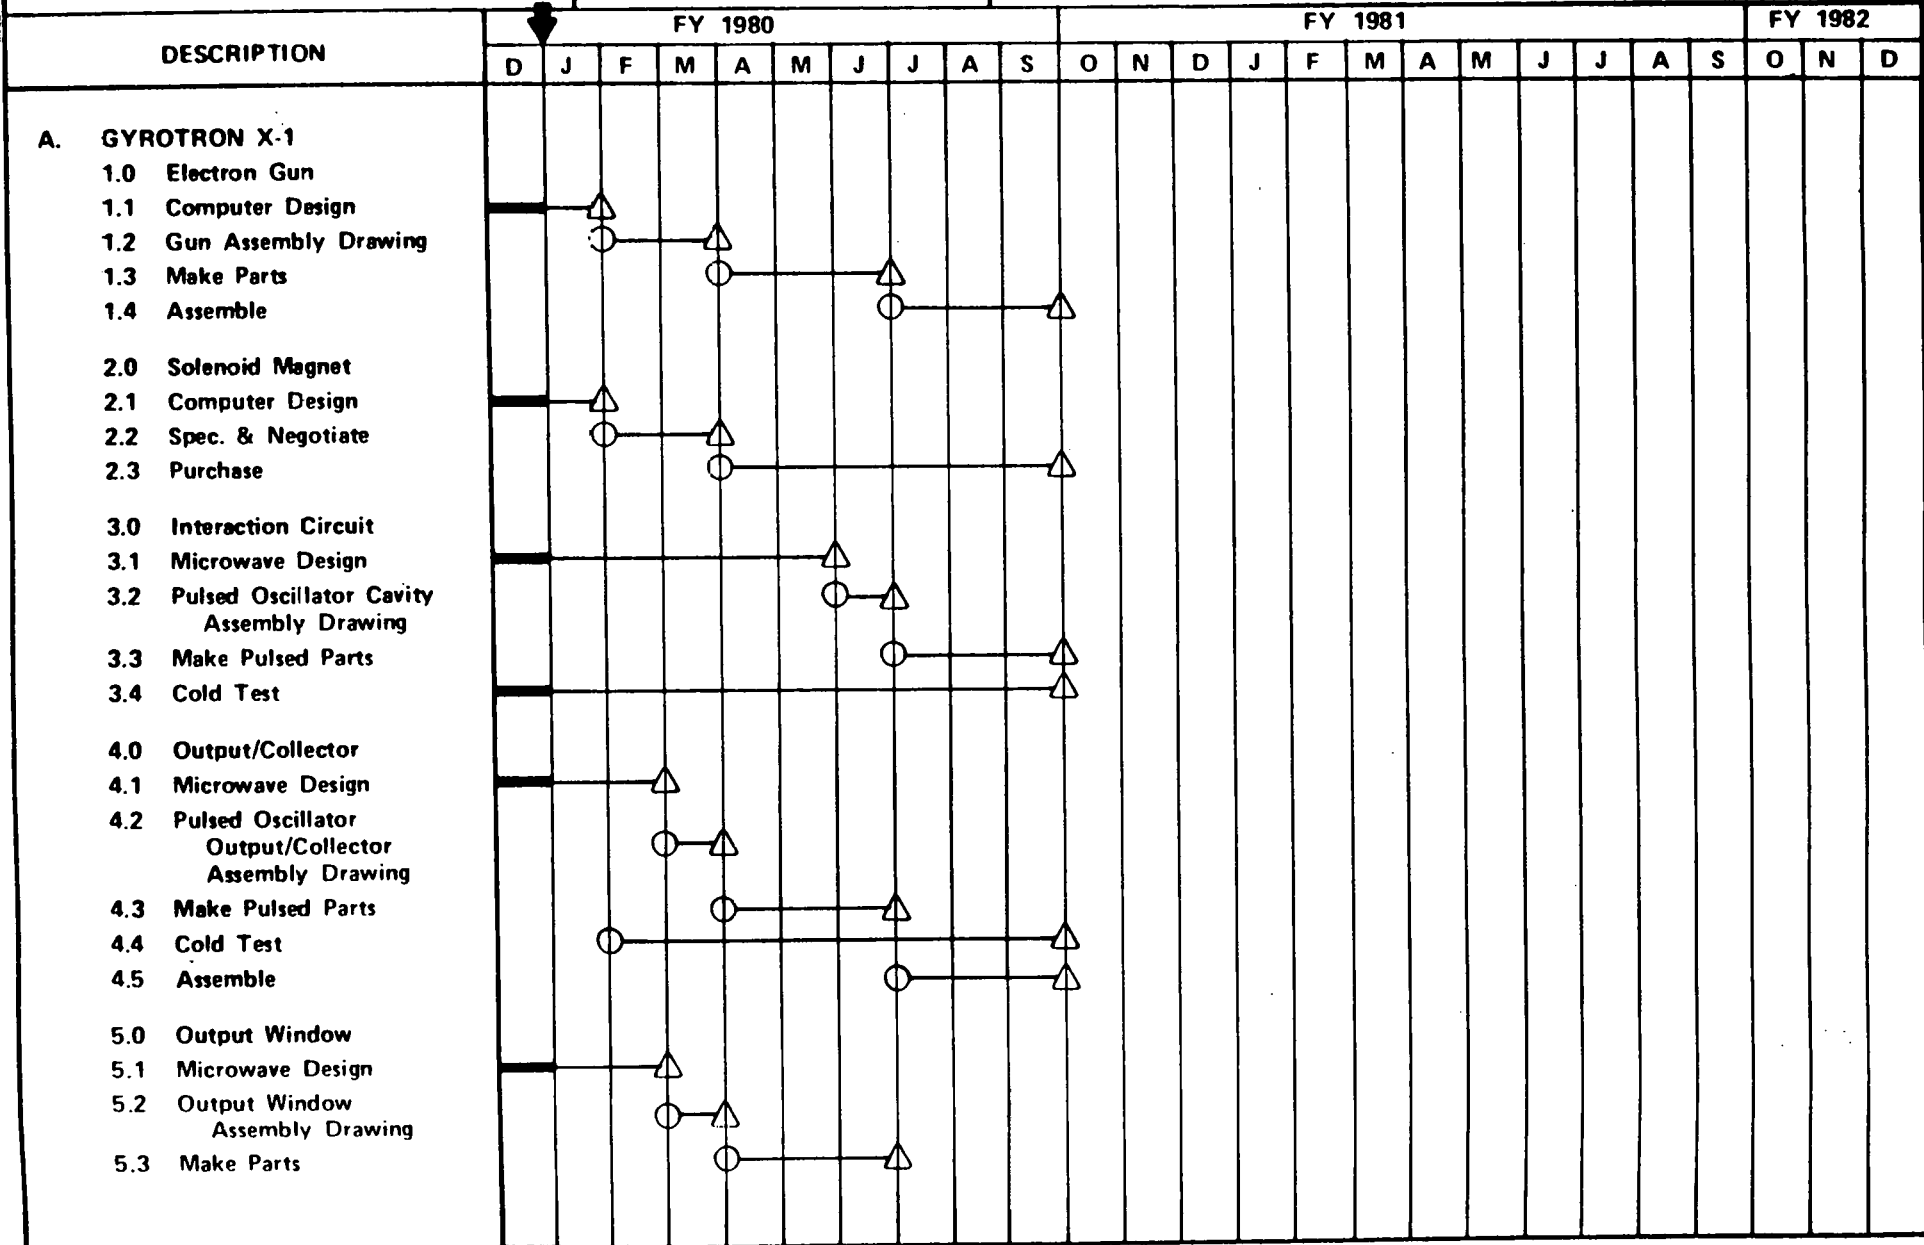 FY 1980 FY 1981 FY 1982
DESCRIPTION
D J F M A M J J A S O N D J F M A M J J A S O N D
A. GYROTRON X-1
1.0 Electron Gun
1.1 Computer Design
1.2 Gun Assembly Drawing
1.3 Make Parts
1.4 Assemble
2.0 Solenoid Magnet
2.1 Computer Design
2.2 Spec. & Negotiate
2.3 Purchase
3.0 Interaction Circuit
3.1 Microwave Design
3.2 Pulsed Oscillator Cavity
Assembly Drawing
3.3 Make Pulsed Parts
3.4 Cold Test
4.0 Output/Collector
4.1 Microwave Design
4.2 Pulsed Oscillator
Output/Collector
Assembly Drawing
4.3 Make Pulsed Parts
4.4 Cold Test
4.5 Assemble
5.0 Output Window
5.1 Microwave Design
5.2 Output Window
Assembly Drawing
5.3 Make Parts